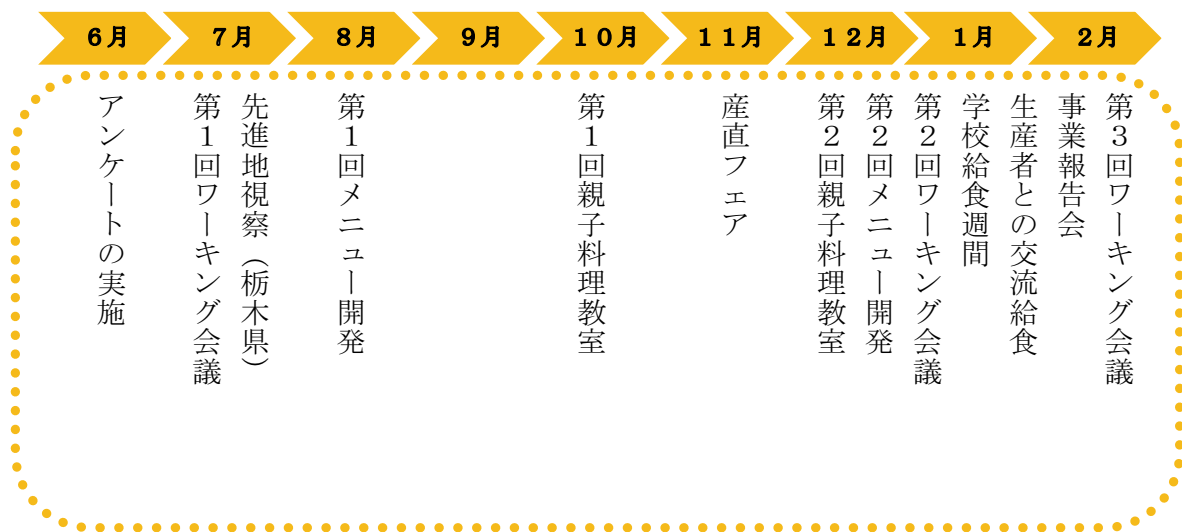 ６月
７月
８月
９月
１０月
１１月
１２月
１月
２月
アンケートの実施
第１回ワーキング会議
先進地視察（栃木県）
第１回メニュー開発
第１回親子料理教室
産直フェア
第２回親子料理教室
第２回メニュー開発
第２回ワーキング会議
学校給食週間
生産者との交流給食
事業報告会
第３回ワーキング会議